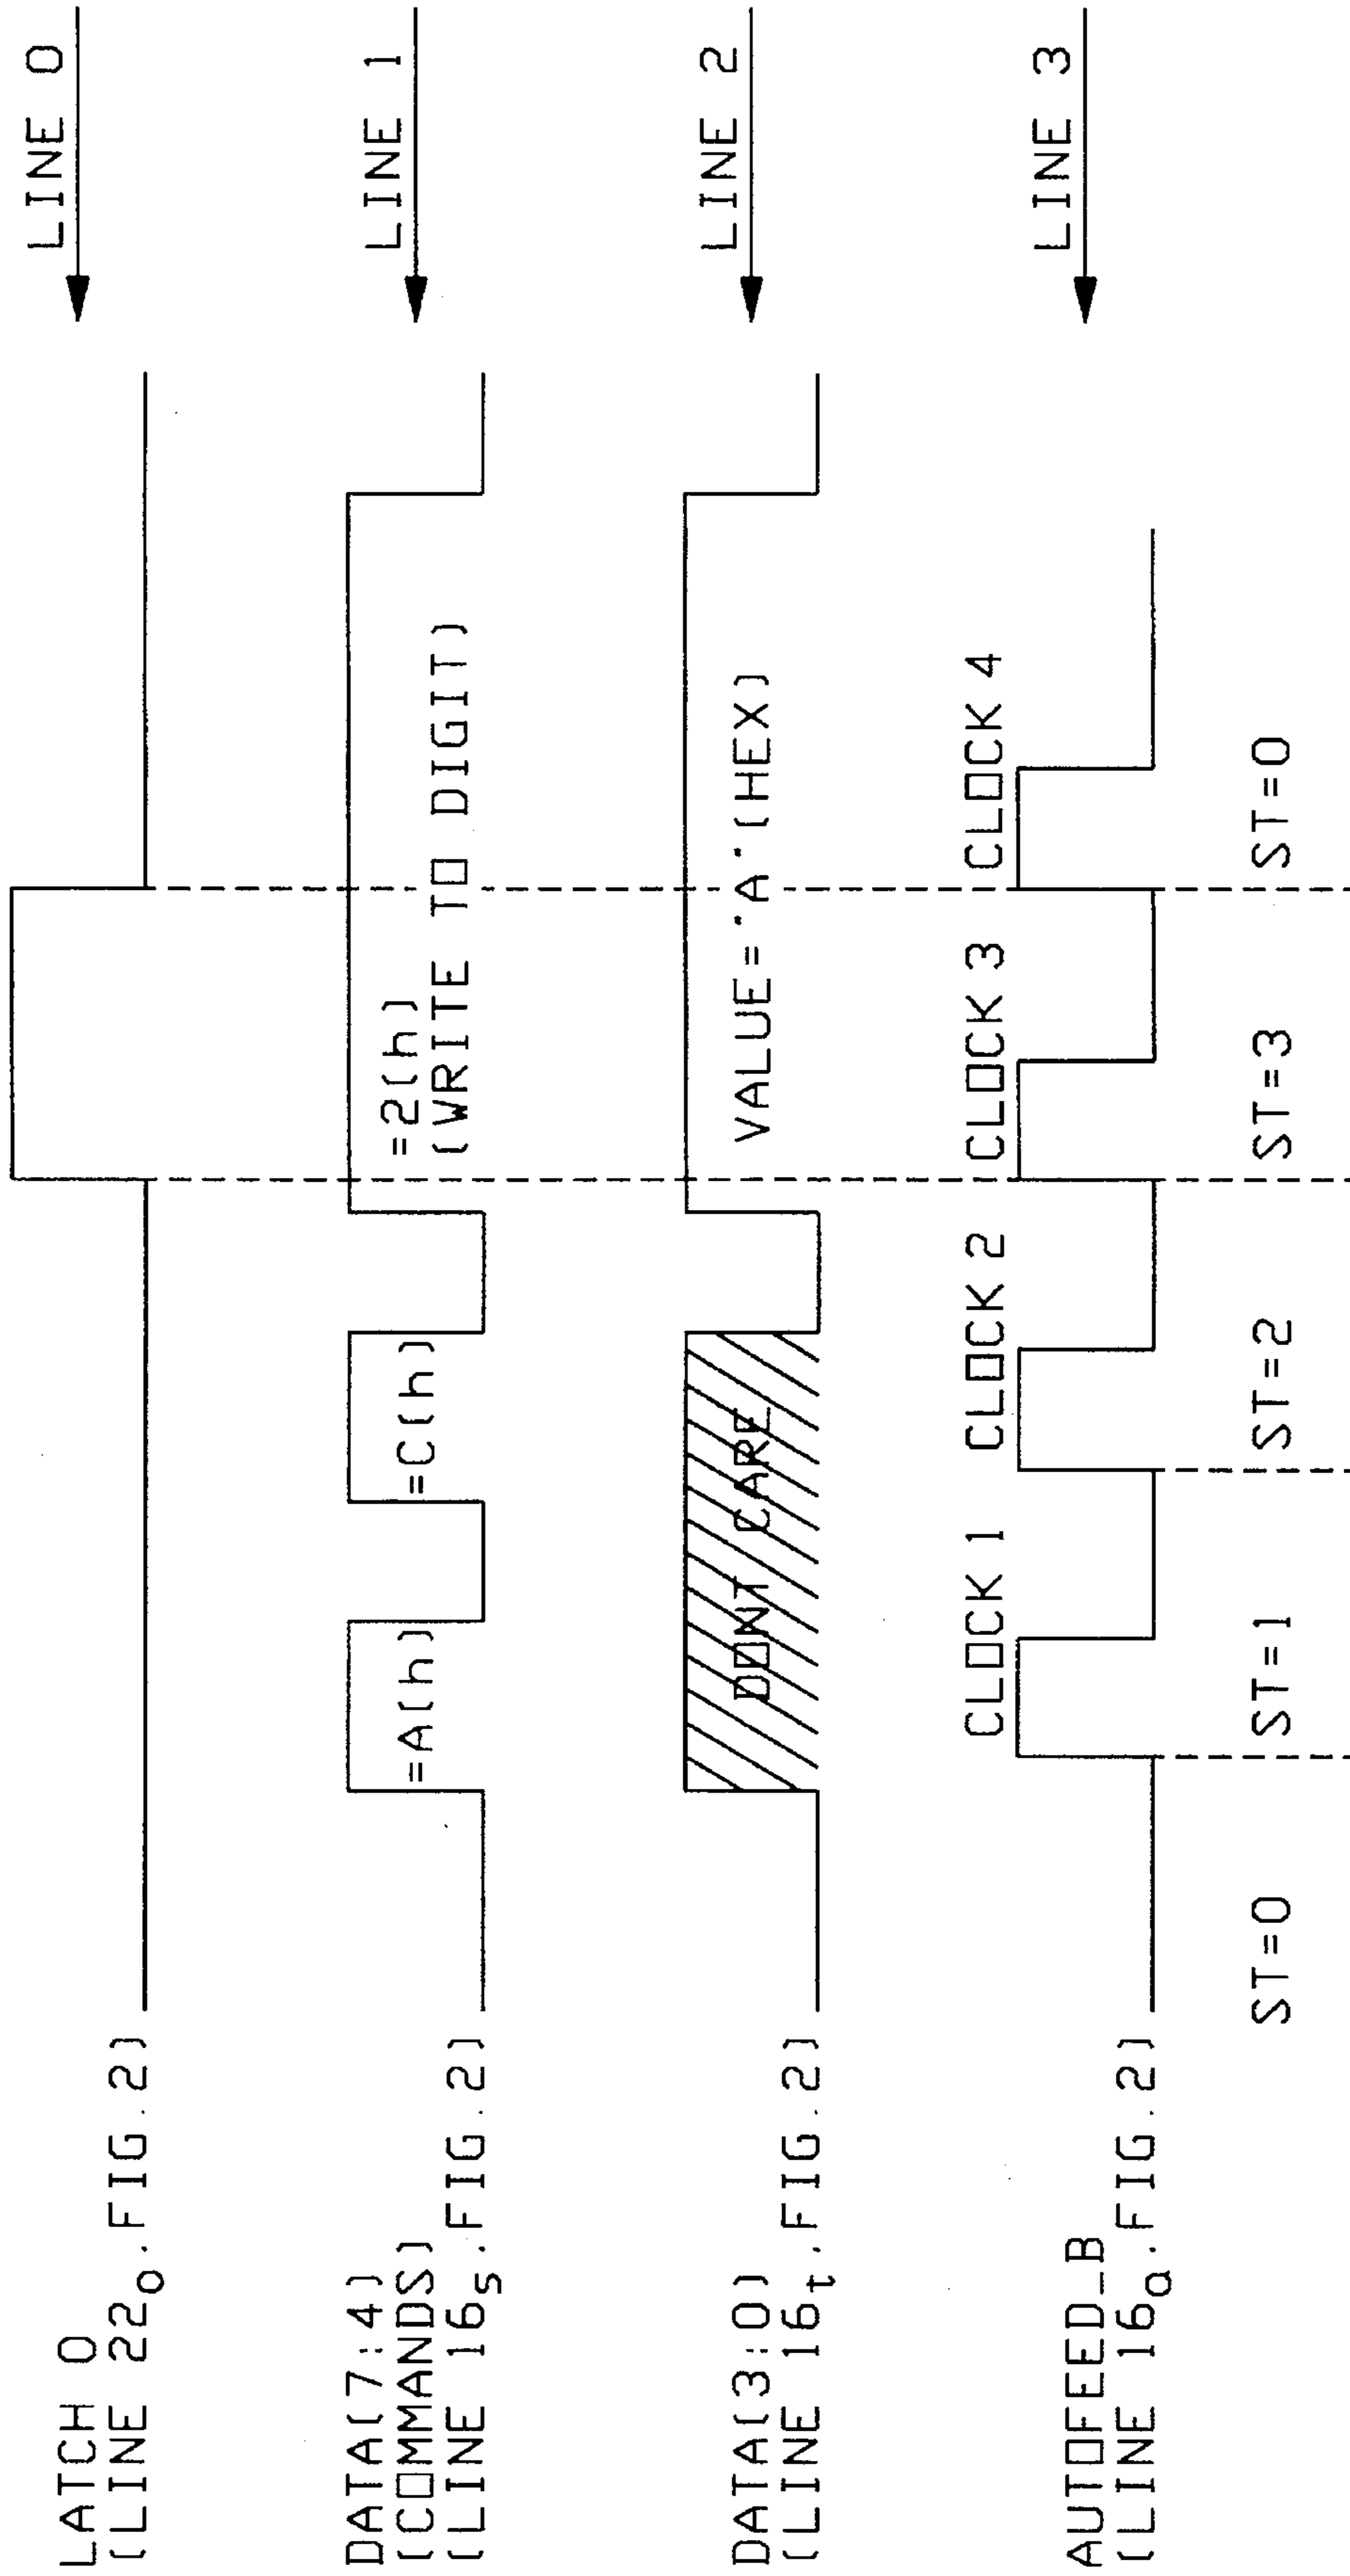 LATCH 0
(LINE 22o, FIG. 2)
LINE 0
DATA(7:4)
(COMMANDS)
(LINE 16s, FIG. 2)
=A(h)
=C(h)
=2(h)
(WRITE TO DIGIT)
LINE 1
DATA(3:0)
(LINE 16t, FIG. 2)
DONT CARE
VALUE="A"(HEX)
LINE 2
AUTOFEED_B
(LINE 16a, FIG. 2)
CLOCK 1
CLOCK 2
CLOCK 3
CLOCK 4
LINE 3
ST=0
ST=1
ST=2
ST=3
ST=0